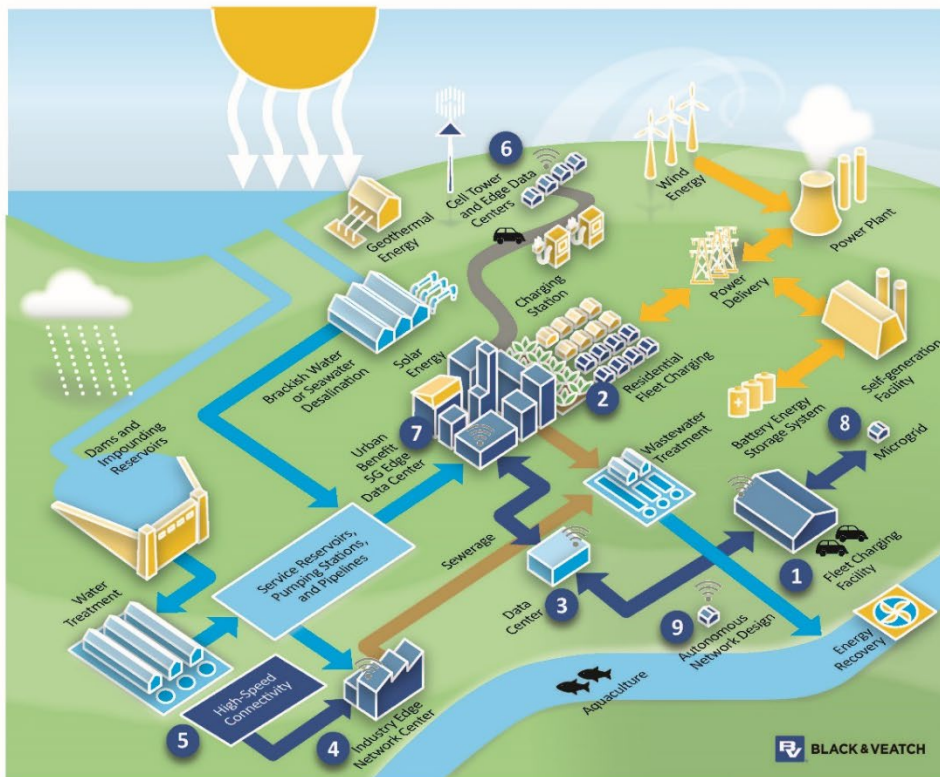 6
Cell Tower
and Edge Data
Centers
Wind
Energy
Power Plant
Geothermal
Energy
Charging
Station
Power
Delivery
Brackish Water
or Seawater
Desalination
Solar
Energy
Residential
Fleet Charging
2
Self-generation
Facility
Battery Energy
Storage System
8
Microgrid
Dams and
Impounding
Reservoirs
7
Urban
Benefit
5G Edge
Data Center
Wastewater
Treatment
Service Reservoirs,
Pumping Stations,
and Pipelines
Sewerage
1
Fleet Charging
Facility
Water
Treatment
Data
Center
3
9
Autonomous
Network Design
Energy
Recovery
High-Speed
Connectivity
5
4
Industry Edge
Network Center
Aquaculture
BV BLACK & VEATCH